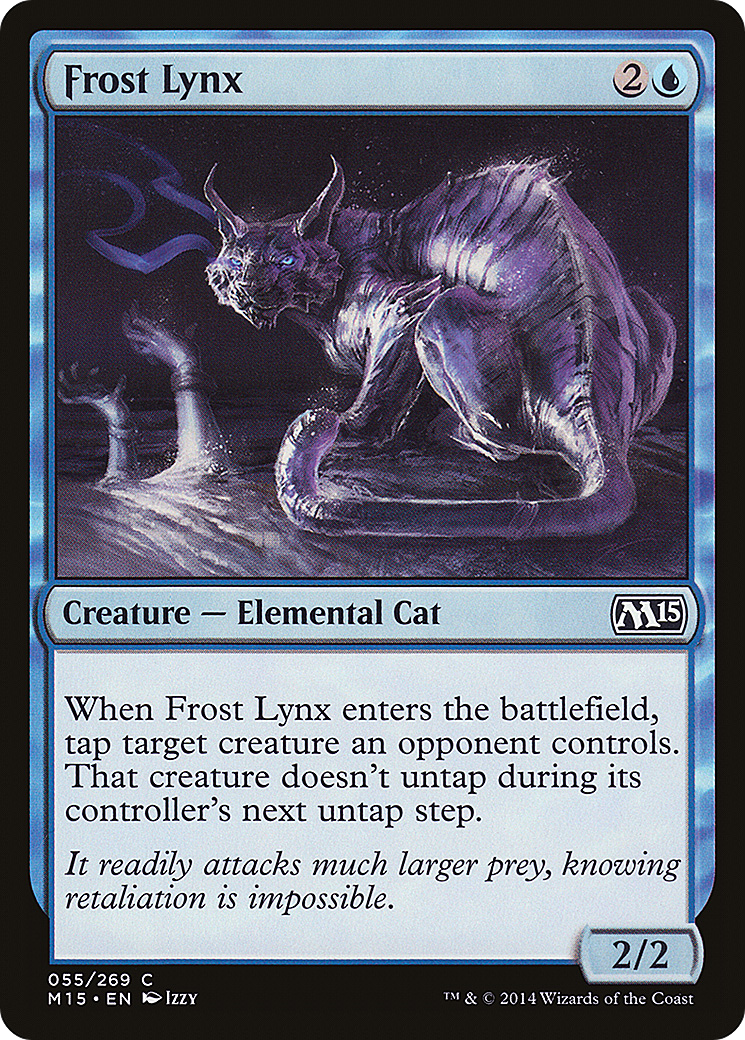 Frost Lynx 2
Creature — Elemental Cat M15
When Frost Lynx enters the battlefield,
tap target creature an opponent controls.
That creature doesn't untap during its
controller's next untap step.
It readily attacks much larger prey, knowing
retaliation is impossible.
2/2
055/269 C
M15 • EN Izzy ™ & © 2014 Wizards of the Coast